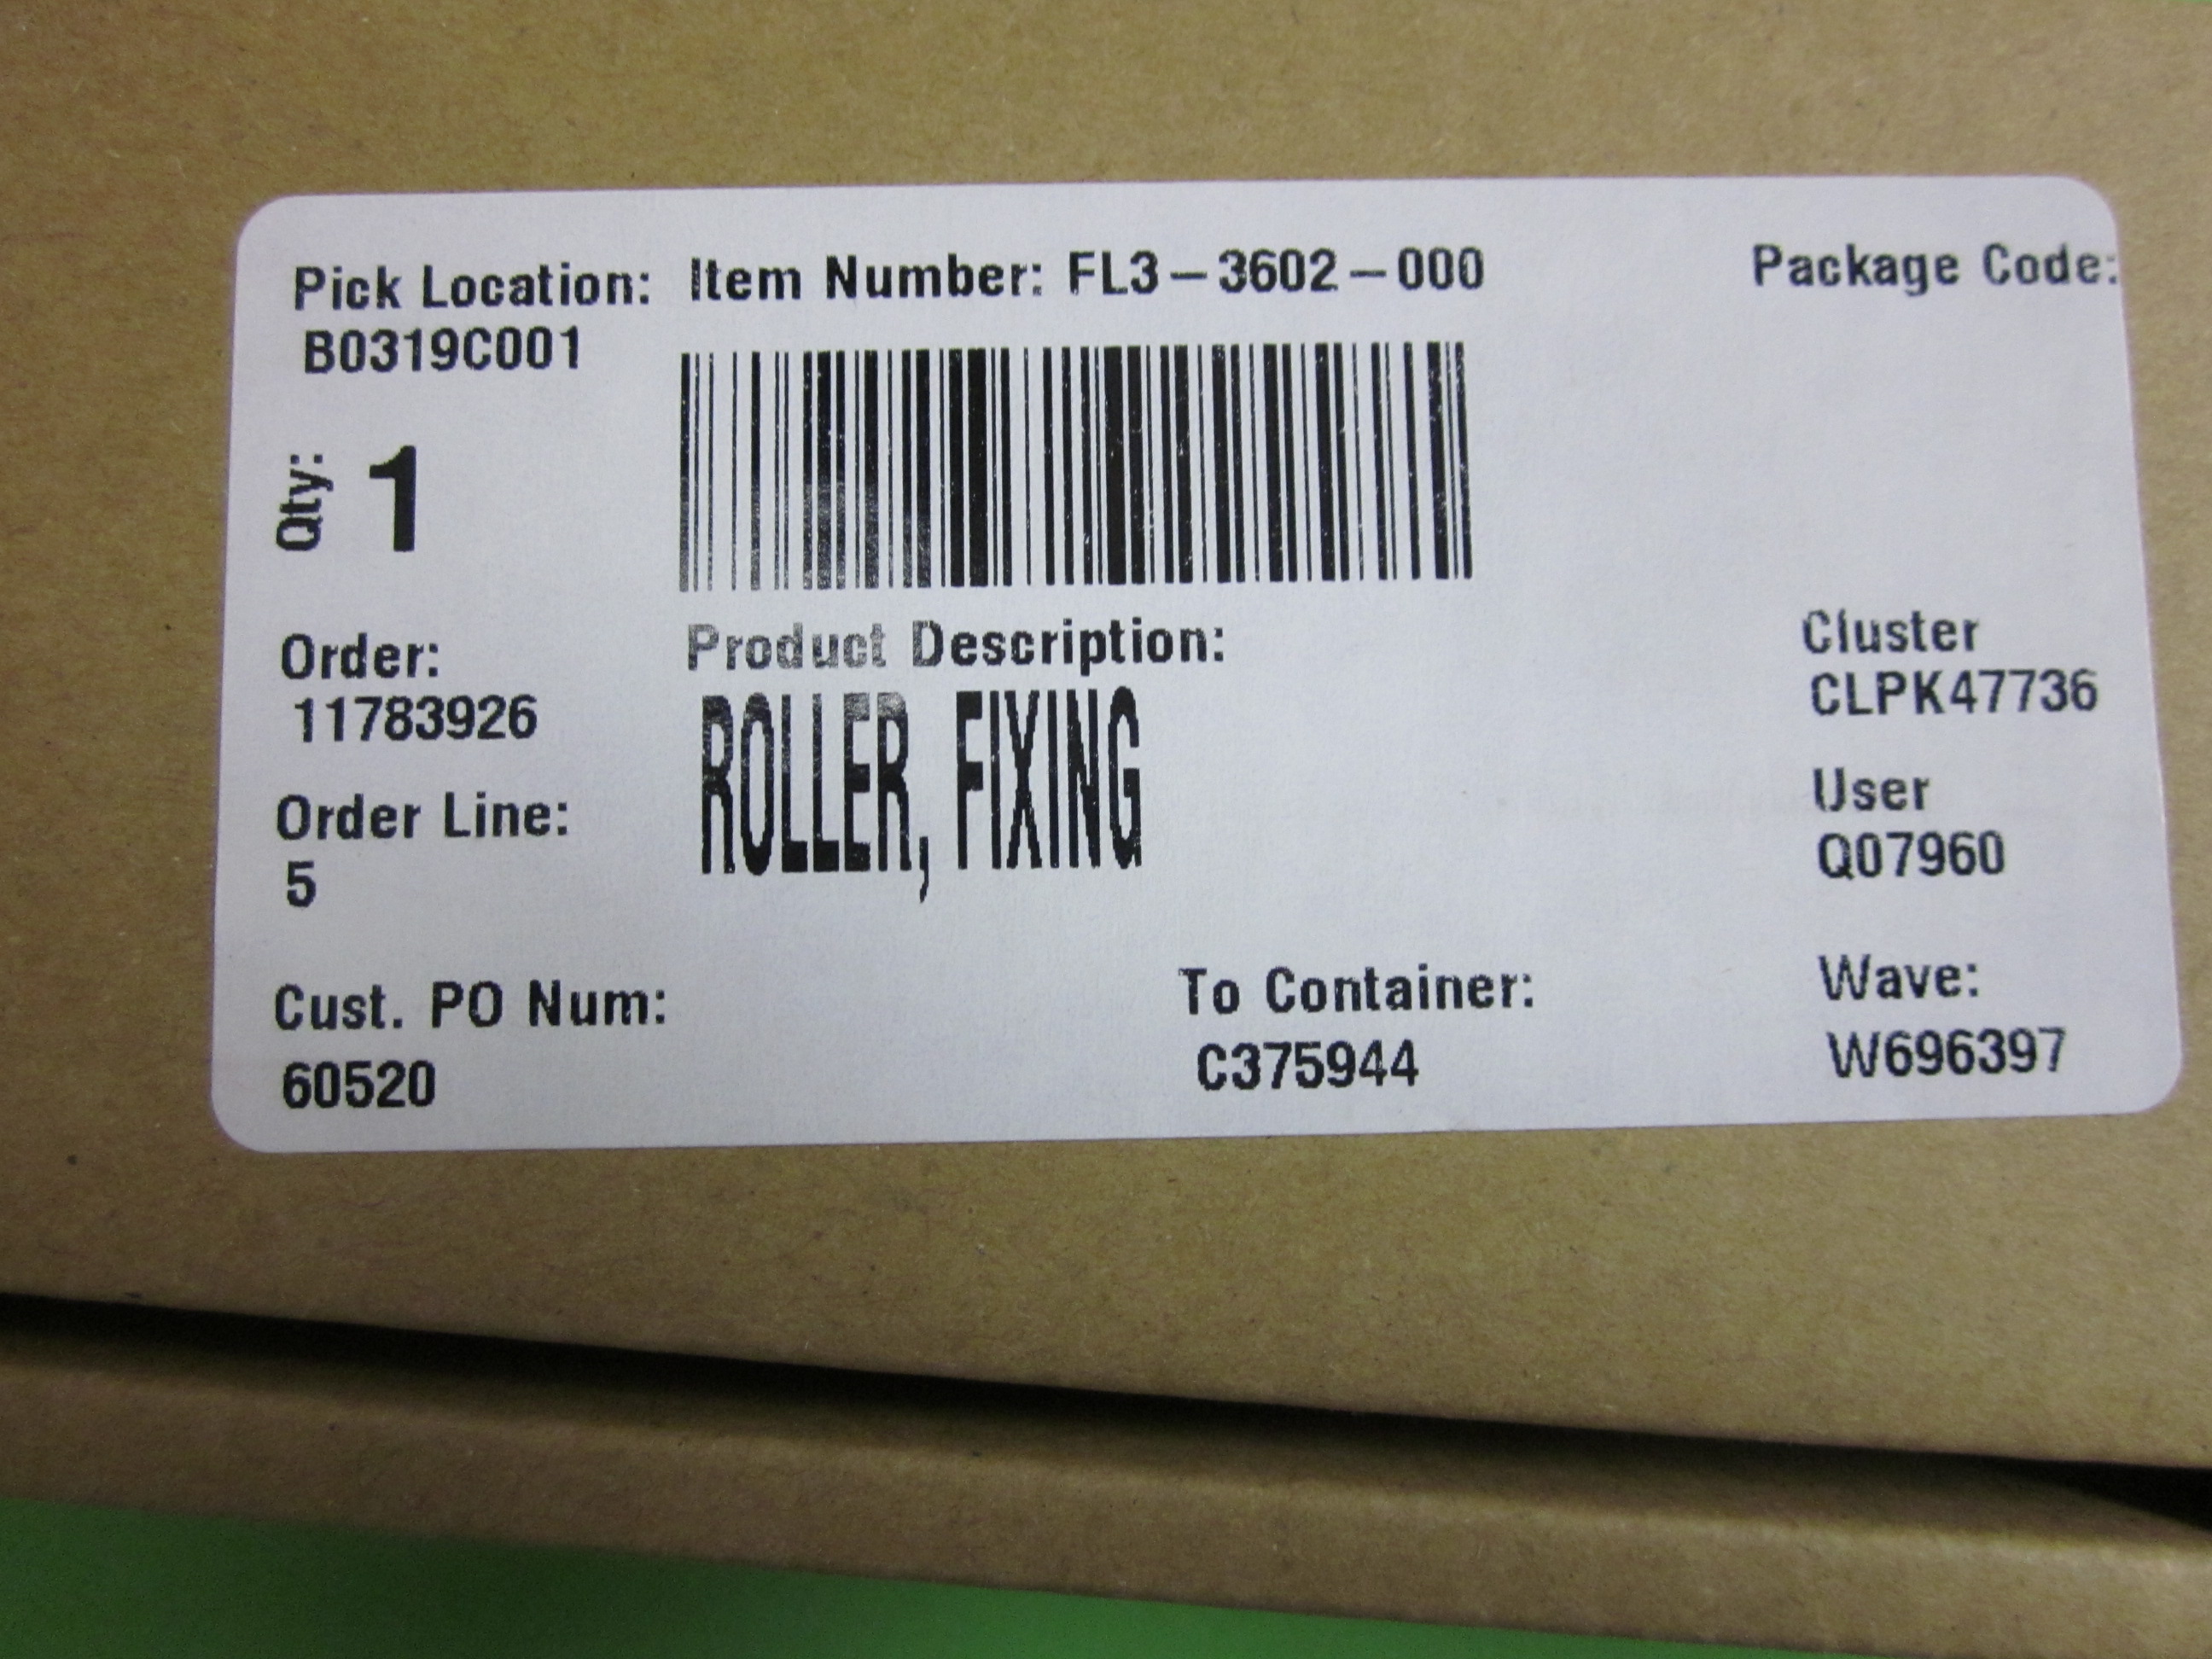 Pick Location: Item Number: FL3-3602-000 Package Code:
B0319C001
Qty: 1
Order: Product Description: Cluster
11783926 ROLLER, FIXING CLPK47736
Order Line: User
5 Q07960
Cust. PO Num: To Container: Wave:
60520 C375944 W696397